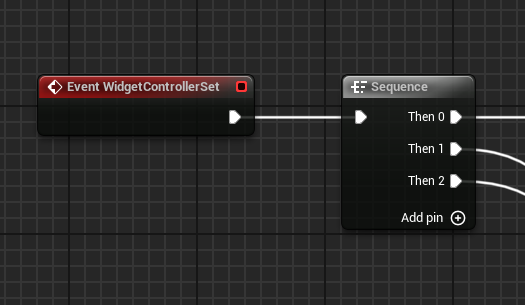 Event WidgetControllerSet
Sequence
Then 0
Then 1
Then 2
Add pin